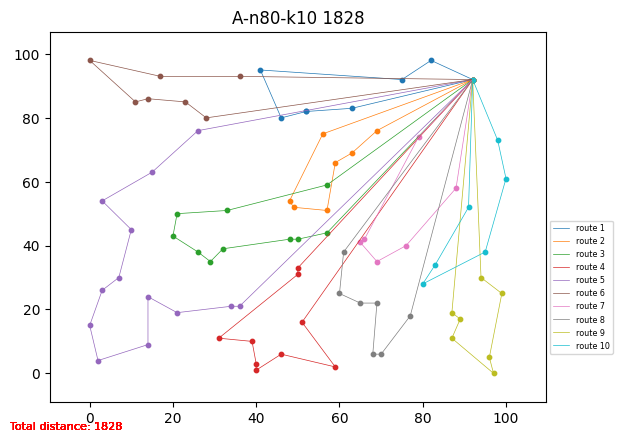 A-n80-k10 1828
100
80
60
40
20
0
0 20 40 60 80 100
route 1
route 2
route 3
route 4
route 5
route 6
route 7
route 8
route 9
route 10
Total distance: 1828